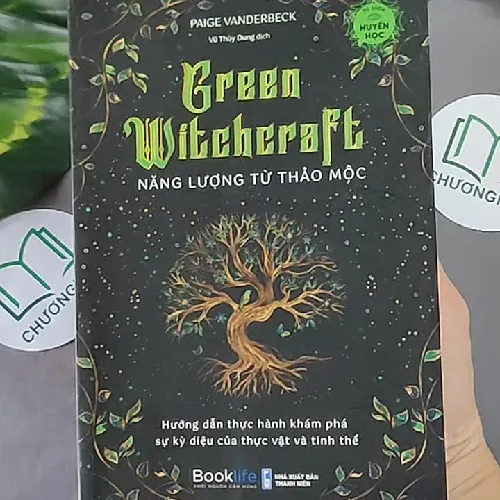 PAIGE VANDERBECK
Vũ Thùy Dung dịch
HUYỀN HỌC
Green
Witchcraft
NĂNG LƯỢNG TỪ THẢO MỘC
CHƯƠNG
CHƯƠNG
Hướng dẫn thực hành khám phá
sự kỳ diệu của thực vật và tinh thể
Booklife
NHÀ XUẤT BẢN
THANH NIÊN